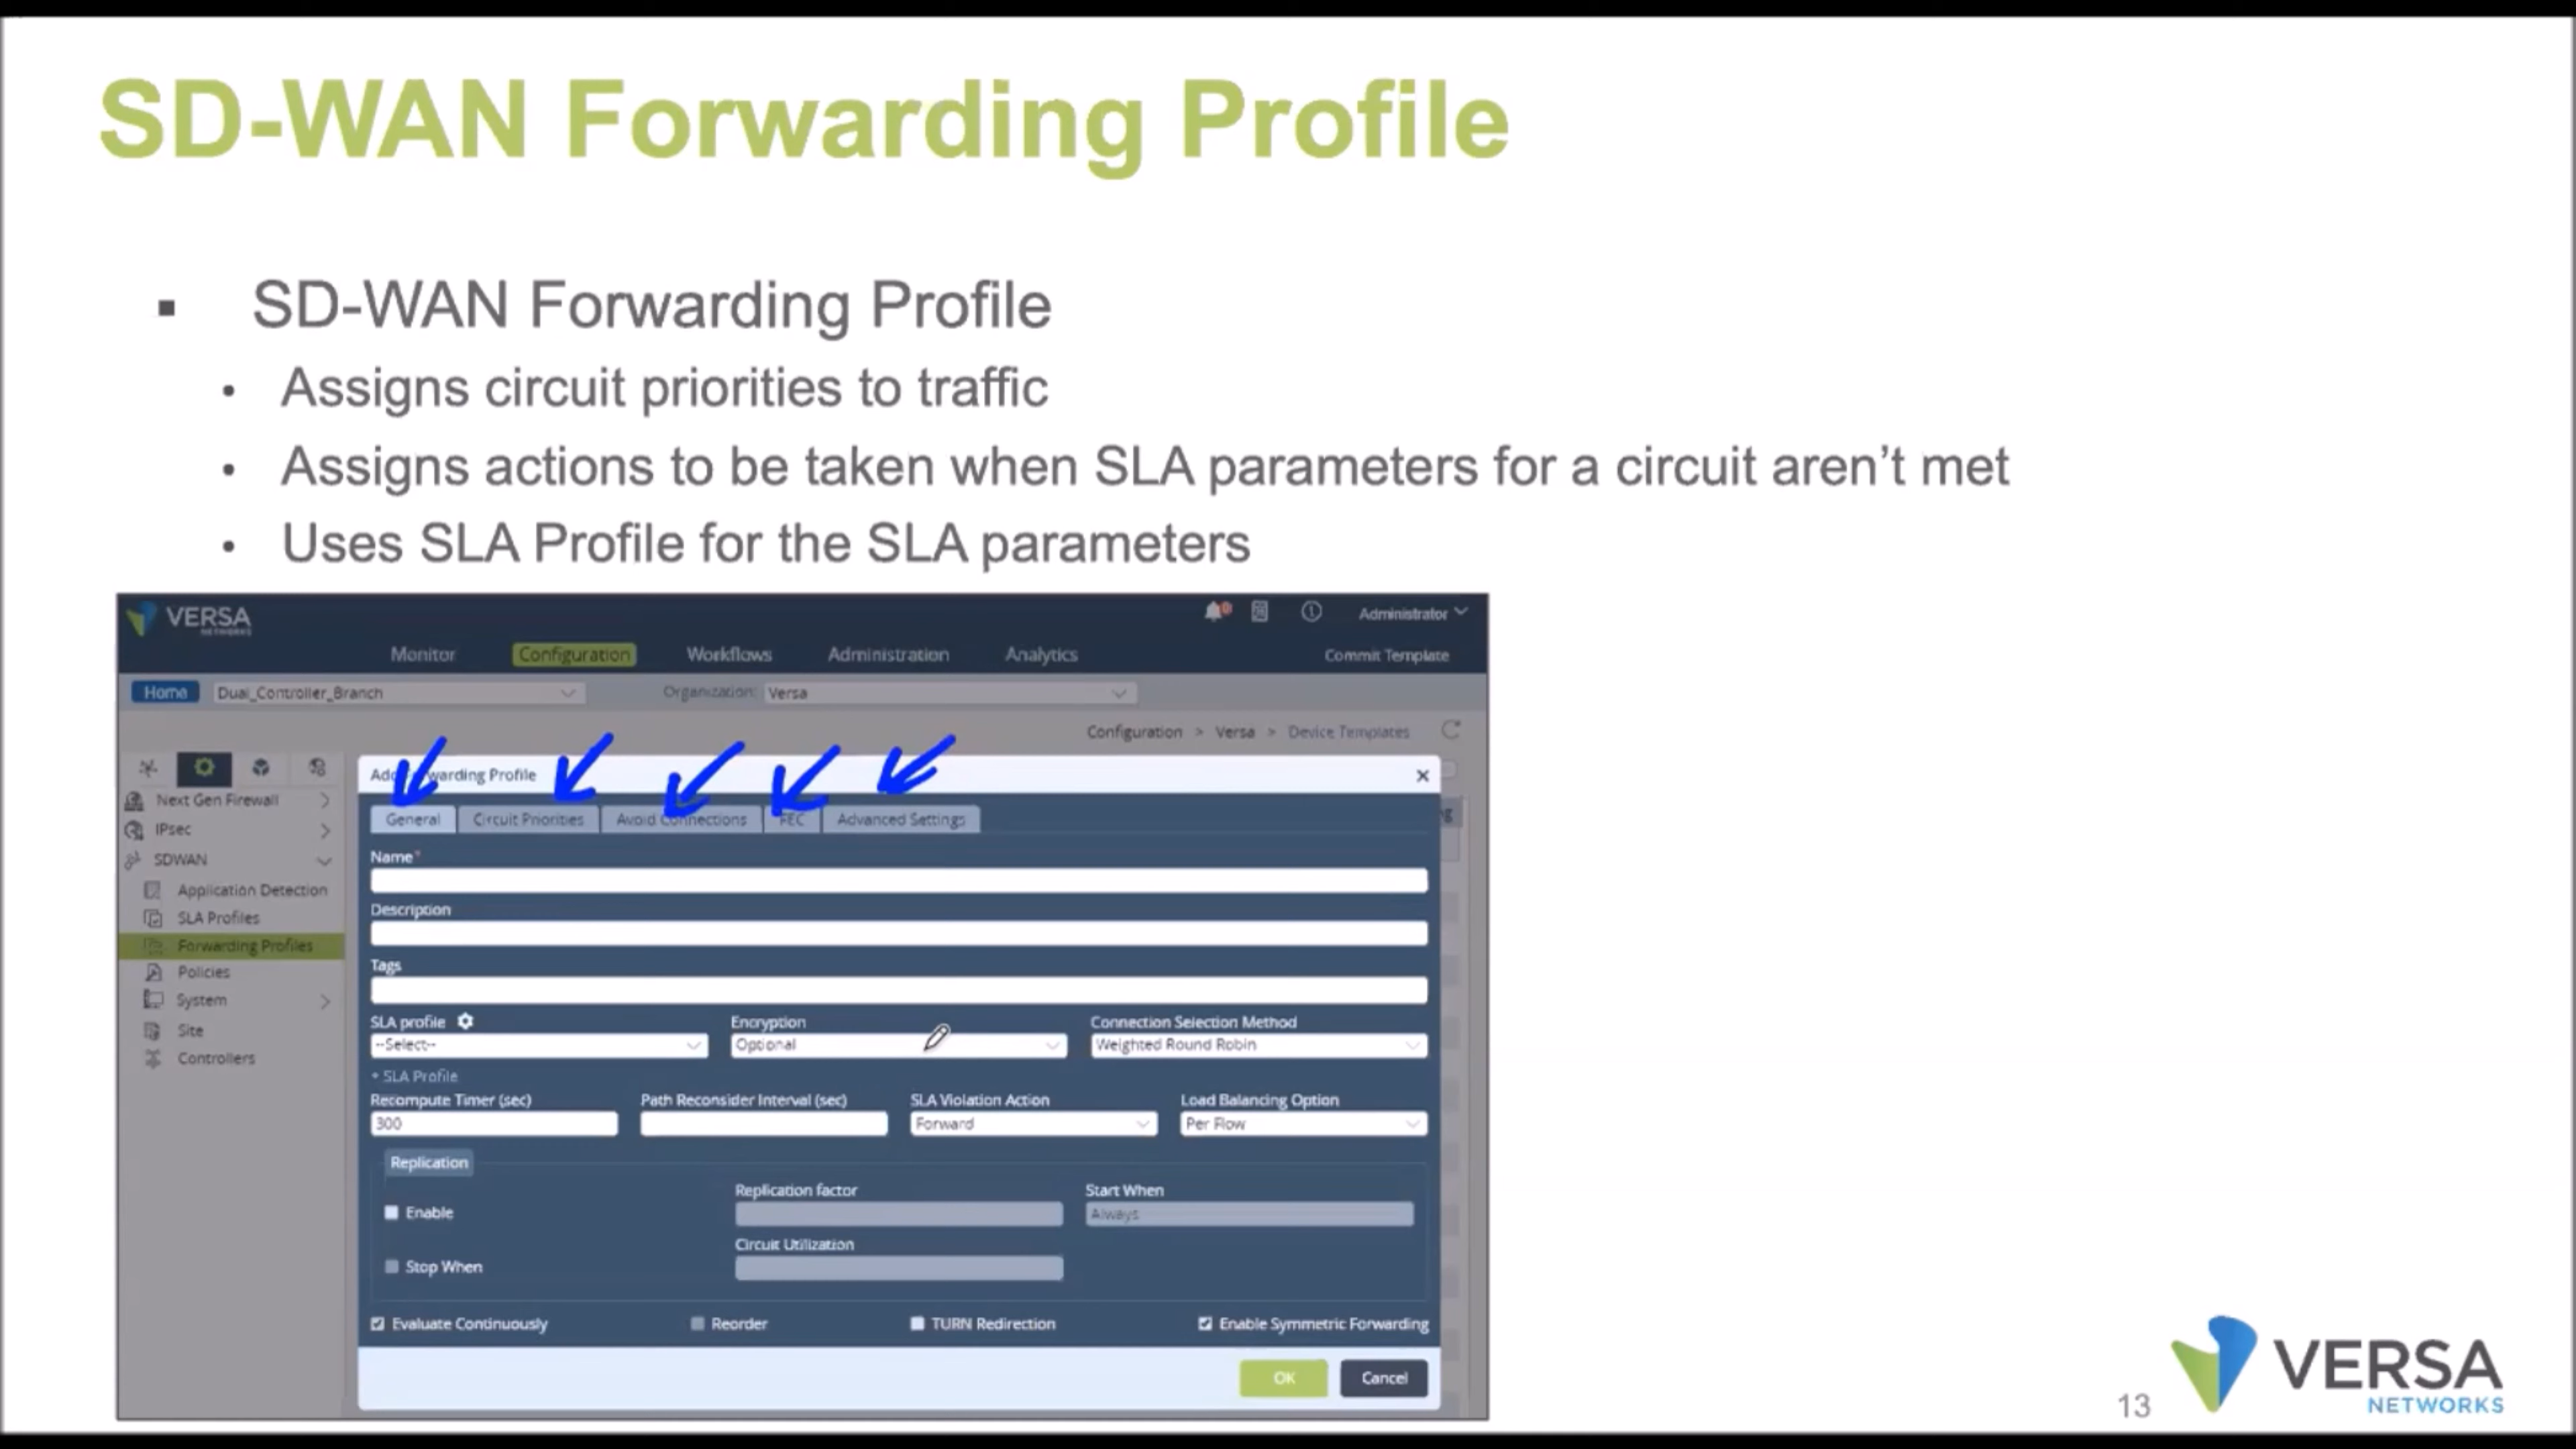 SD-WAN Forwarding Profile
▪ SD-WAN Forwarding Profile
• Assigns circuit priorities to traffic
• Assigns actions to be taken when SLA parameters for a circuit aren't met
• Uses SLA Profile for the SLA parameters
VERSA
NETWORKS
Administrator
Monitor Configuration Workflows Administration Analytics Commit Template
Home Dual_Controller_Branch Organization: Versa
Configuration > Versa > Device Templates
Next Gen Firewall
IPsec
SDWAN
Application Detection
SLA Profiles
Forwarding Profiles
Policies
System
Site
Controllers
Add Forwarding Profile
General Circuit Priorities Avoid Connections FEC Advanced Settings
Name*
Description
Tags
SLA profile Encryption Connection Selection Method
--Select-- Optional Weighted Round Robin
+ SLA Profile
Recompute Timer (sec) Path Reconsider Interval (sec) SLA Violation Action Load Balancing Option
300 Forward Per Flow
Replication
Replication factor Start When
Enable Always
Circuit Utilization
Stop When
Evaluate Continuously Reorder TURN Redirection Enable Symmetric Forwarding
OK Cancel
13
VERSA
NETWORKS